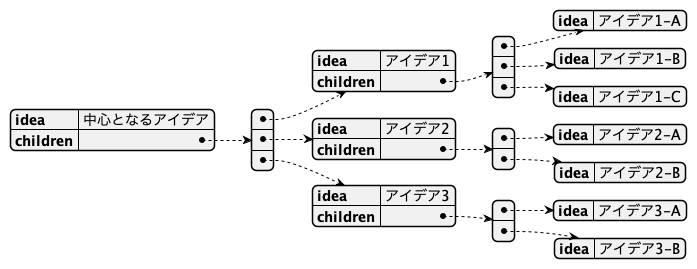 idea 中心となるアイデア
children
idea アイデア1
children
idea アイデア1-A
idea アイデア1-B
idea アイデア1-C
idea アイデア2
children
idea アイデア2-A
idea アイデア2-B
idea アイデア3
children
idea アイデア3-A
idea アイデア3-B